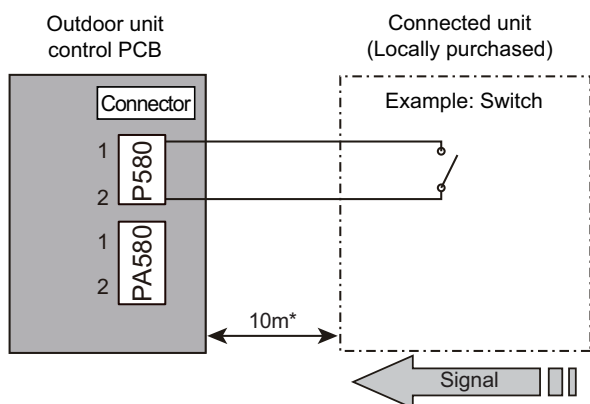 Outdoor unit
control PCB
Connected unit
(Locally purchased)
Connector
Example: Switch
1
P580
2
1
PA580
2
10m*
Signal